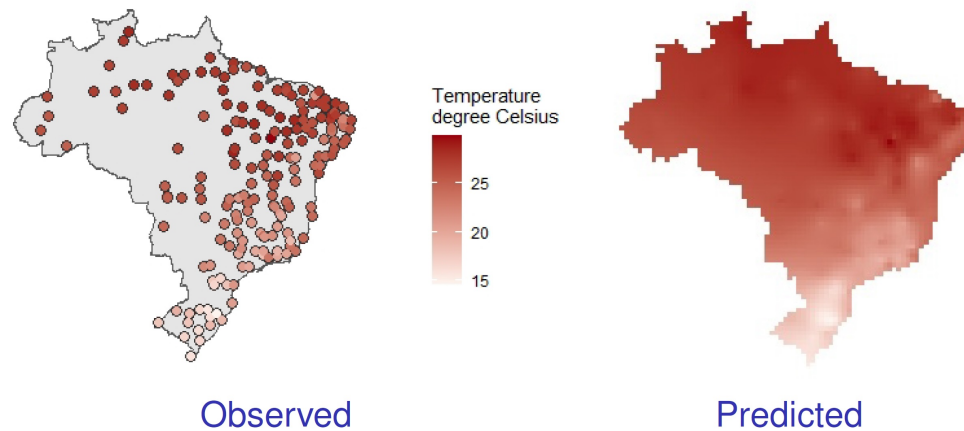 Temperature
degree Celsius
25
20
15
Observed
Predicted